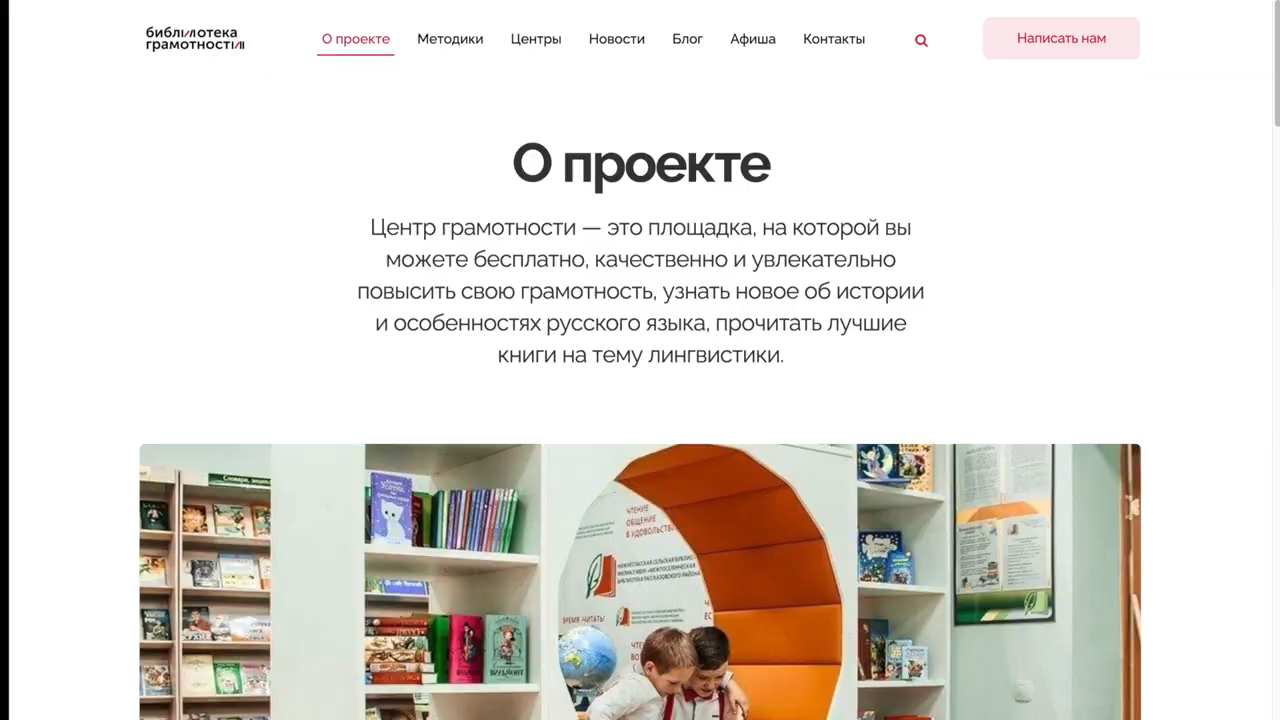 библиотека
грамотности
О проекте
Методики
Центры
Новости
Блог
Афиша
Контакты
Написать нам
О проекте
Центр грамотности — это площадка, на которой вы
можете бесплатно, качественно и увлекательно
повысить свою грамотность, узнать новое об истории
и особенностях русского языка, прочитать лучшие
книги на тему лингвистики.
ЧТЕНИЕ
ОБЩЕНИЕ
В УДОВОЛЬСТВИ
ВРЕМЯ ЧИТАТЬ!